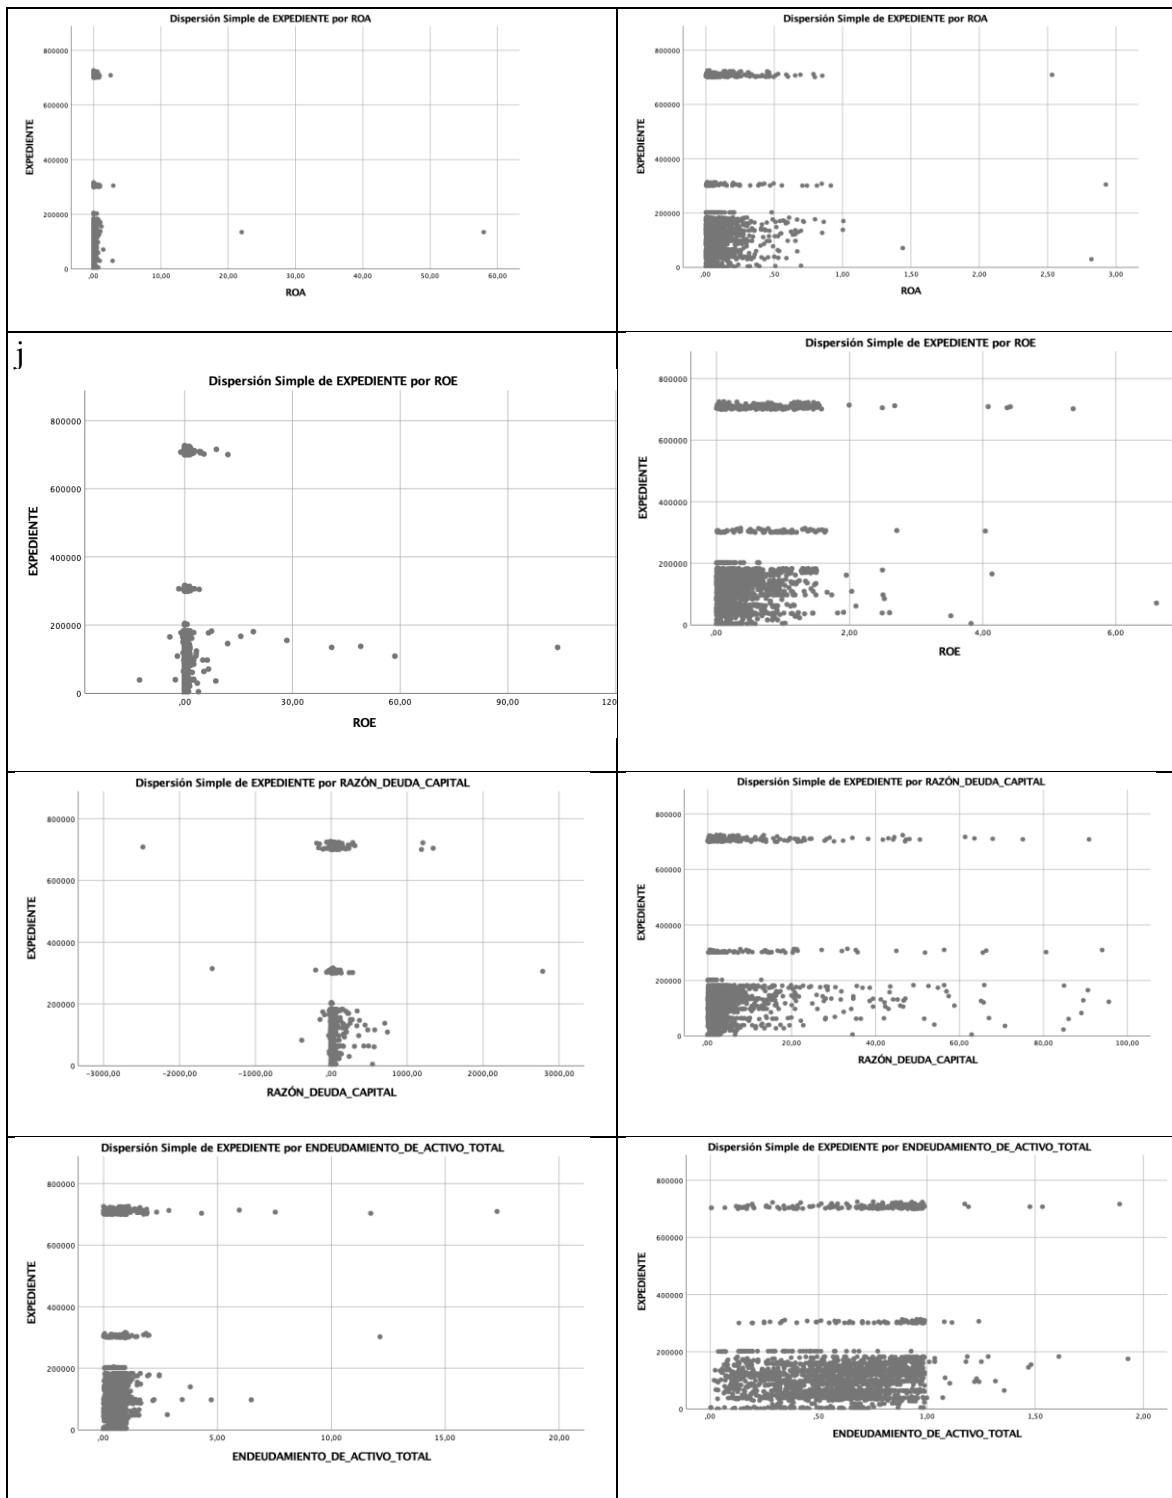 Dispersión Simple de EXPEDIENTE por ROA
800000
600000
400000
200000
0
EXPEDIENTE
,00 10,00 20,00 30,00 40,00 50,00 60,00
ROA
Dispersión Simple de EXPEDIENTE por ROA
800000
600000
400000
200000
0
EXPEDIENTE
,00 ,50 1,00 1,50 2,00 2,50 3,00
ROA
j
Dispersión Simple de EXPEDIENTE por ROE
800000
600000
400000
200000
0
EXPEDIENTE
,00 30,00 60,00 90,00 120
ROE
Dispersión Simple de EXPEDIENTE por ROE
800000
600000
400000
200000
0
EXPEDIENTE
,00 2,00 4,00 6,00
ROE
Dispersión Simple de EXPEDIENTE por RAZÓN_DEUDA_CAPITAL
800000
600000
400000
200000
0
EXPEDIENTE
-3000,00 -2000,00 -1000,00 ,00 1000,00 2000,00 3000,00
RAZÓN_DEUDA_CAPITAL
Dispersión Simple de EXPEDIENTE por RAZÓN_DEUDA_CAPITAL
800000
600000
400000
200000
0
EXPEDIENTE
,00 20,00 40,00 60,00 80,00 100,00
RAZÓN_DEUDA_CAPITAL
Dispersión Simple de EXPEDIENTE por ENDEUDAMIENTO_DE_ACTIVO_TOTAL
800000
600000
400000
200000
0
EXPEDIENTE
,00 5,00 10,00 15,00 20,00
ENDEUDAMIENTO_DE_ACTIVO_TOTAL
Dispersión Simple de EXPEDIENTE por ENDEUDAMIENTO_DE_ACTIVO_TOTAL
800000
600000
400000
200000
0
EXPEDIENTE
,00 ,50 1,00 1,50 2,00
ENDEUDAMIENTO_DE_ACTIVO_TOTAL